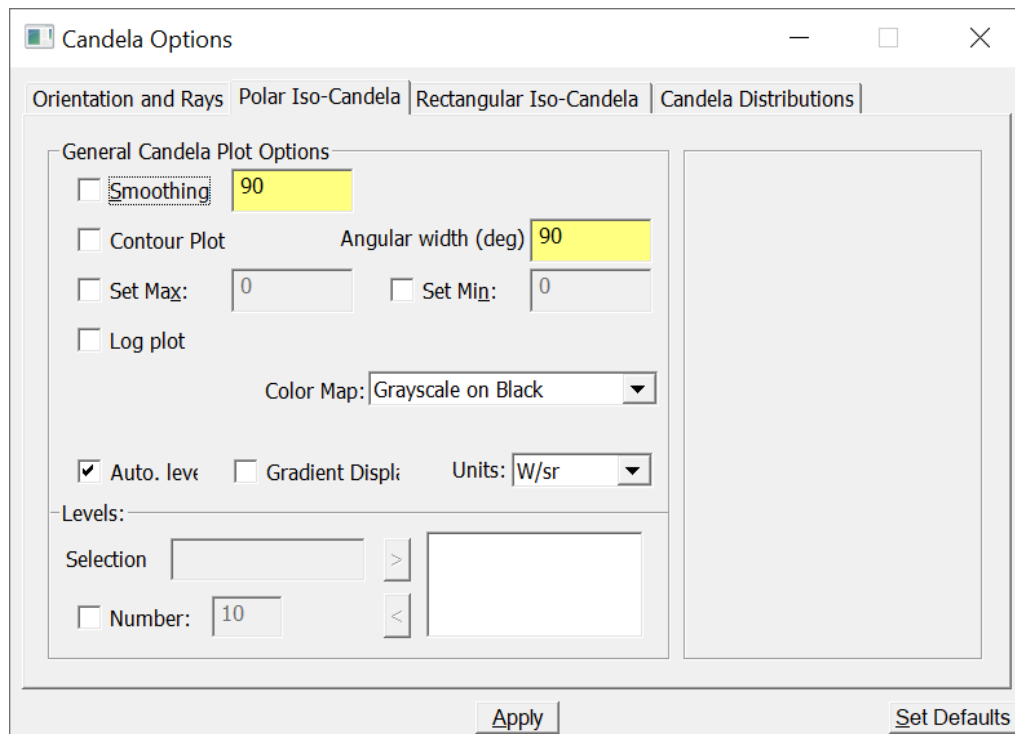 Candela Options
Orientation and Rays Polar Iso-Candela Rectangular Iso-Candela Candela Distributions
General Candela Plot Options
Smoothing 90
Contour Plot Angular width (deg) 90
Set Max: 0 Set Min: 0
Log plot
Color Map: Grayscale on Black
Auto. leve Gradient Displa Units: W/sr
Levels:
Selection >
Number: 10 <
Apply Set Defaults